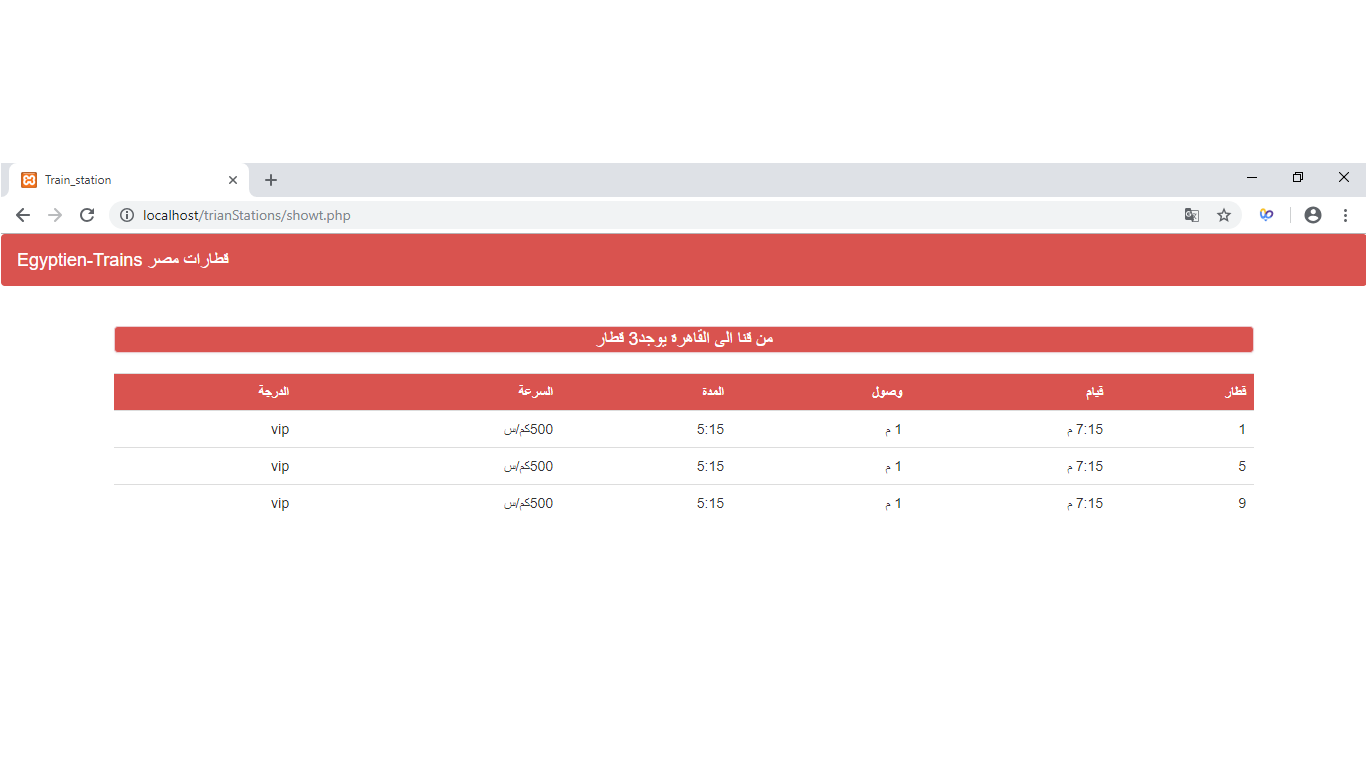 Train_station
localhost/trianStations/showt.php
Egyptien-Trains قطارات مصر
من قنا الى القاهرة يوجد3 قطار
قطار قيام وصول المدة السرعة الدرجة
1 7:15 م 1 م 5:15 500كم/س vip
5 7:15 م 1 م 5:15 500كم/س vip
9 7:15 م 1 م 5:15 500كم/س vip